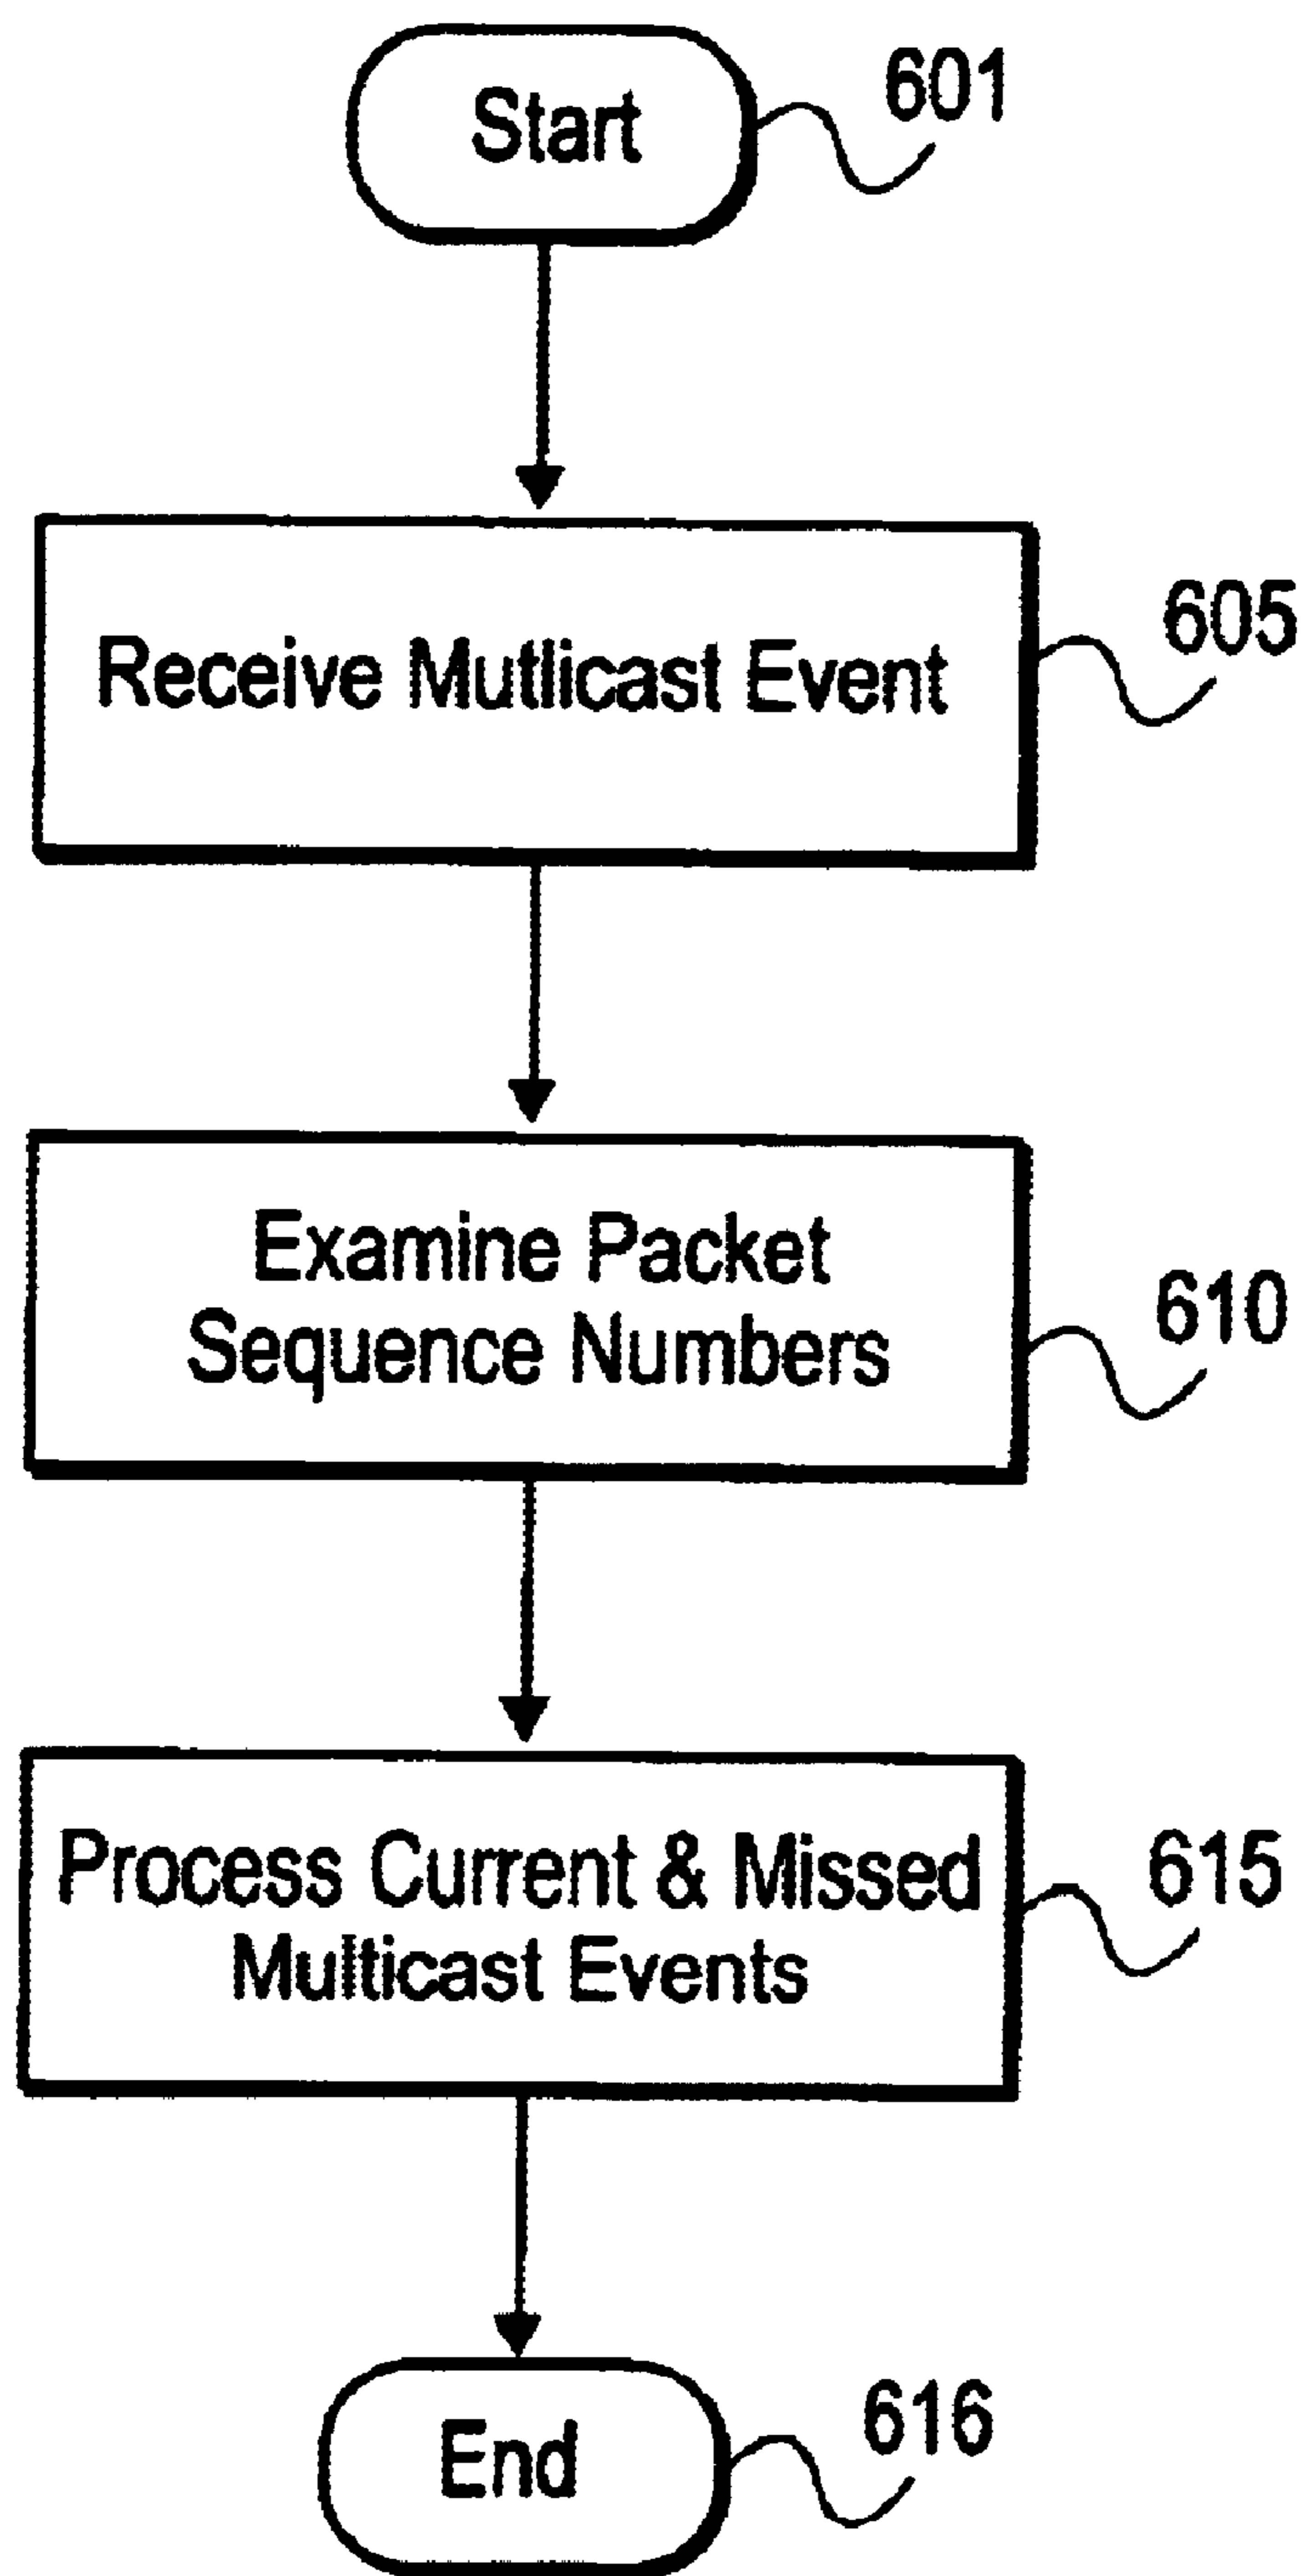 Start
601
Receive Mutlicast Event
605
Examine Packet
Sequence Numbers
610
Process Current & Missed
Multicast Events
615
End
616